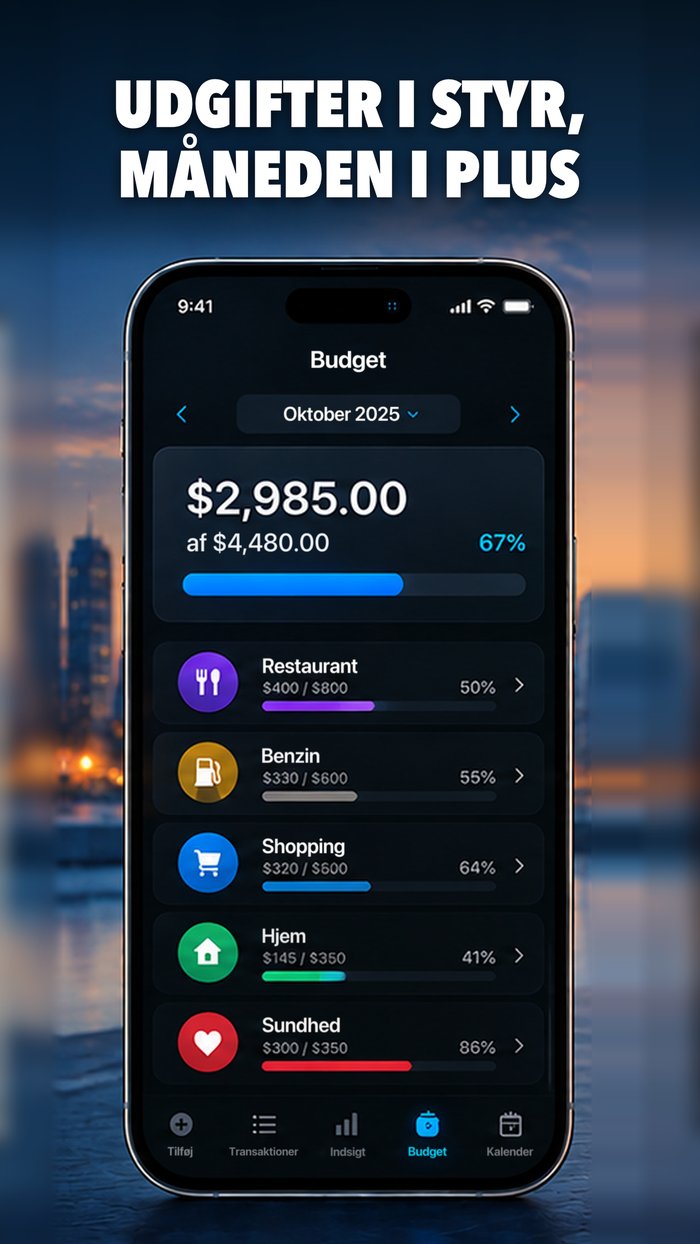 UDGIFTER I STYR,
MÅNEDEN I PLUS
9:41
Budget
Oktober 2025
$2,985.00
af $4,480.00
67%
Restaurant
$400 / $800
50%
Benzin
$330 / $600
55%
Shopping
$320 / $600
64%
Hjem
$145 / $350
41%
Sundhed
$300 / $350
86%
Tilføj
Transaktioner
Indsigt
Budget
Kalender